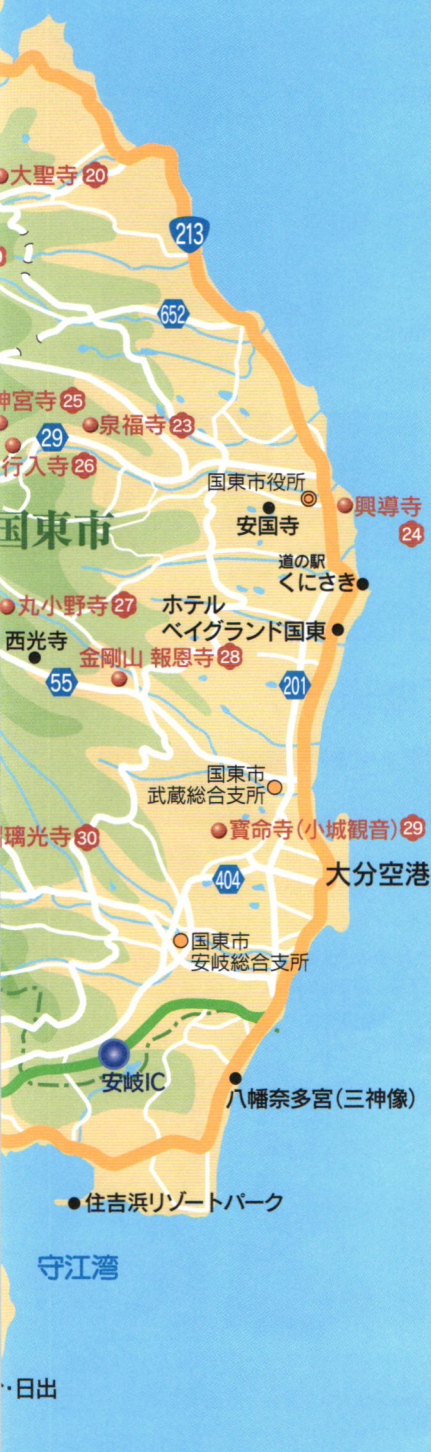 大聖寺 20
213
652
神宮寺 25
泉福寺 23
29
行入寺 26
国東市役所
興導寺
24
安国寺
国東市
道の駅
くにさき
丸小野寺 27
ホテル
ベイグランド国東
西光寺
金剛山 報恩寺 28
55
201
国東市
武蔵総合支所
寳命寺(小城観音) 29
璃光寺 30
大分空港
404
国東市
安岐総合支所
安岐IC
八幡奈多宮(三神像)
住吉浜リゾートパーク
守江湾
・日出